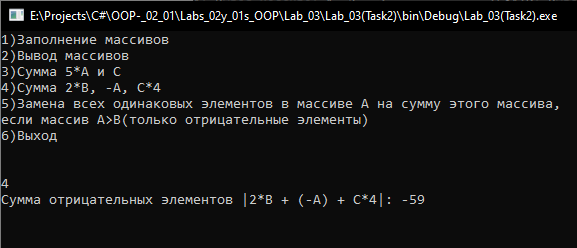 E:\Projects\C#\OOP-_02_01\Labs_02y_01s_OOP\Lab_03\Lab_03(Task2)\bin\Debug\Lab_03(Task2).exe
1)Заполнение массивов
2)Вывод массивов
3)Сумма 5*A и C
4)Сумма 2*B, -A, C*4
5)Замена всех одинаковых элементов в массиве A на сумму этого массива,
если массив A>B(только отрицательные элементы)
6)Выход
4
Сумма отрицательных элементов |2*B + (-A) + C*4|: -59